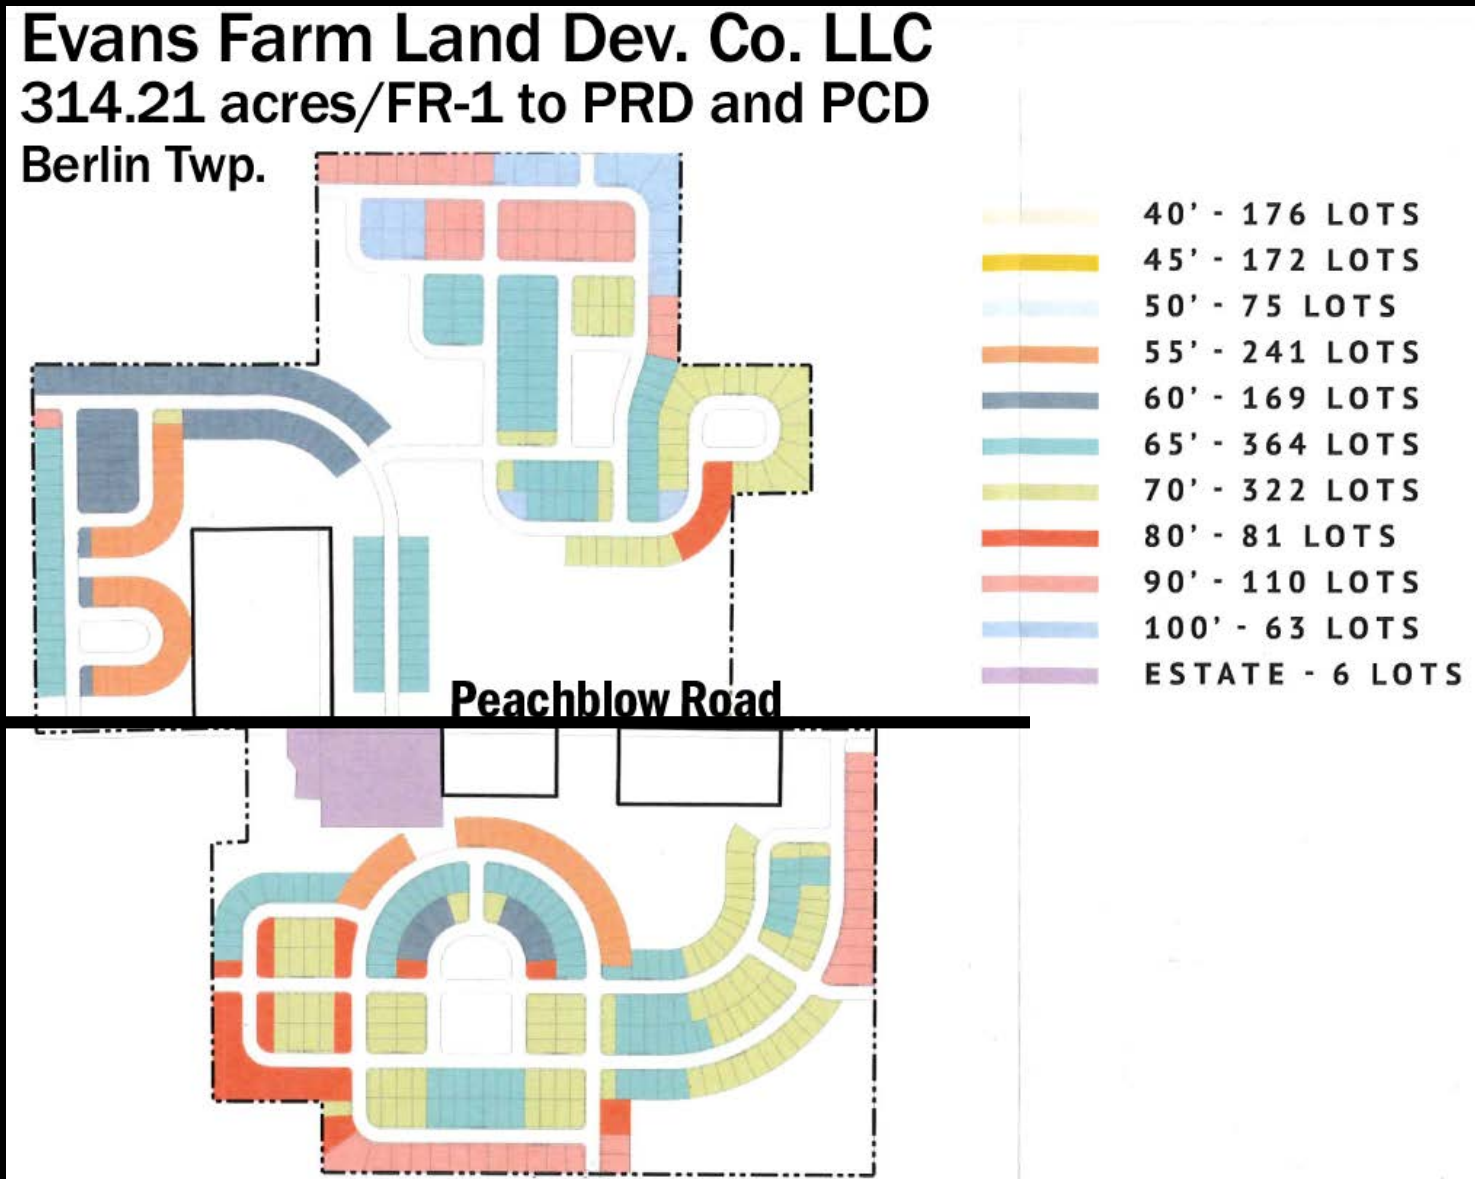 Evans Farm Land Dev. Co. LLC
314.21 acres/FR-1 to PRD and PCD
Berlin Twp.
40' - 176 LOTS
45' - 172 LOTS
50' - 75 LOTS
55' - 241 LOTS
60' - 169 LOTS
65' - 364 LOTS
70' - 322 LOTS
80' - 81 LOTS
90' - 110 LOTS
100' - 63 LOTS
ESTATE - 6 LOTS
Peachblow Road